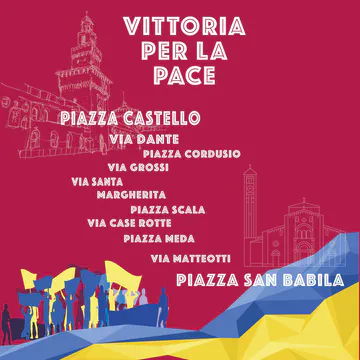 VITTORIA
PER LA
PACE
PIAZZA CASTELLO
VIA DANTE
PIAZZA CORDUSIO
VIA GROSSI
VIA SANTA
MARGHERITA
PIAZZA SCALA
VIA CASE ROTTE
PIAZZA MEDA
VIA MATTEOTTI
PIAZZA SAN BABILA